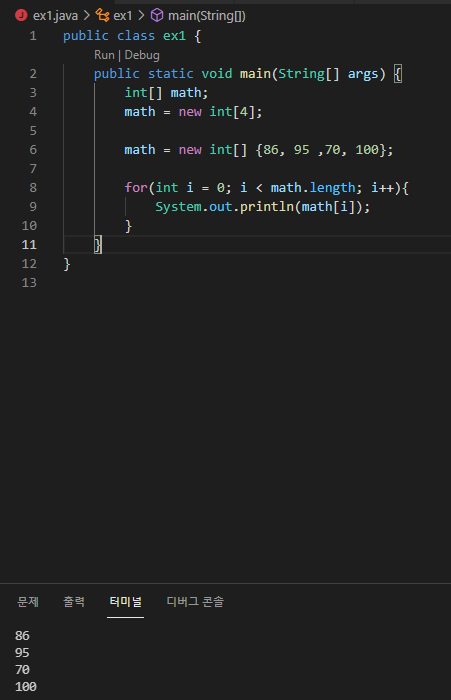 ex1.java > ex1 > main(String[])
1 public class ex1 {
Run | Debug
2 public static void main(String[] args) {
3 int[] math;
4 math = new int[4];
5
6 math = new int[] {86, 95 ,70, 100};
7
8 for(int i = 0; i < math.length; i++){
9 System.out.println(math[i]);
10 }
11 }
12 }
13
문제 출력 터미널 디버그 콘솔
86
95
70
100